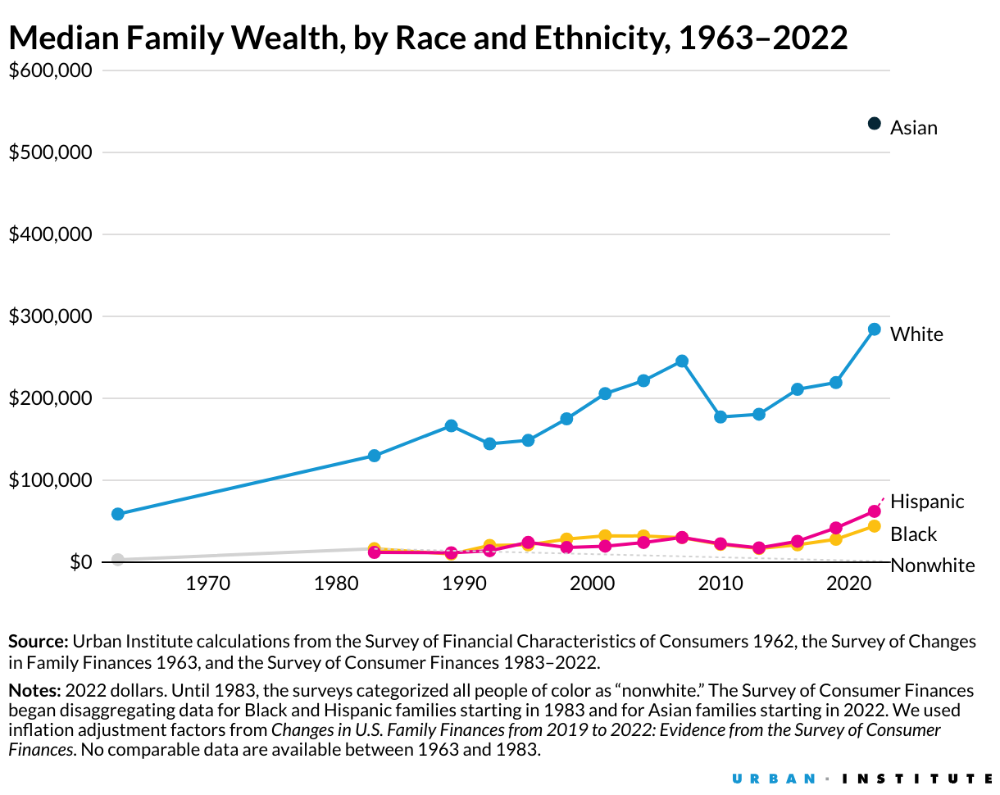 Median Family Wealth, by Race and Ethnicity, 1963–2022
$600,000
Asian
$500,000
$400,000
$300,000
White
$200,000
$100,000
Hispanic
Black
$0
Nonwhite
1970 1980 1990 2000 2010 2020
Source: Urban Institute calculations from the Survey of Financial Characteristics of Consumers 1962, the Survey of Changes
in Family Finances 1963, and the Survey of Consumer Finances 1983–2022.
Notes: 2022 dollars. Until 1983, the surveys categorized all people of color as “nonwhite.” The Survey of Consumer Finances
began disaggregating data for Black and Hispanic families starting in 1983 and for Asian families starting in 2022. We used
inflation adjustment factors from Changes in U.S. Family Finances from 2019 to 2022: Evidence from the Survey of Consumer
Finances. No comparable data are available between 1963 and 1983.
URBAN · INSTITUTE